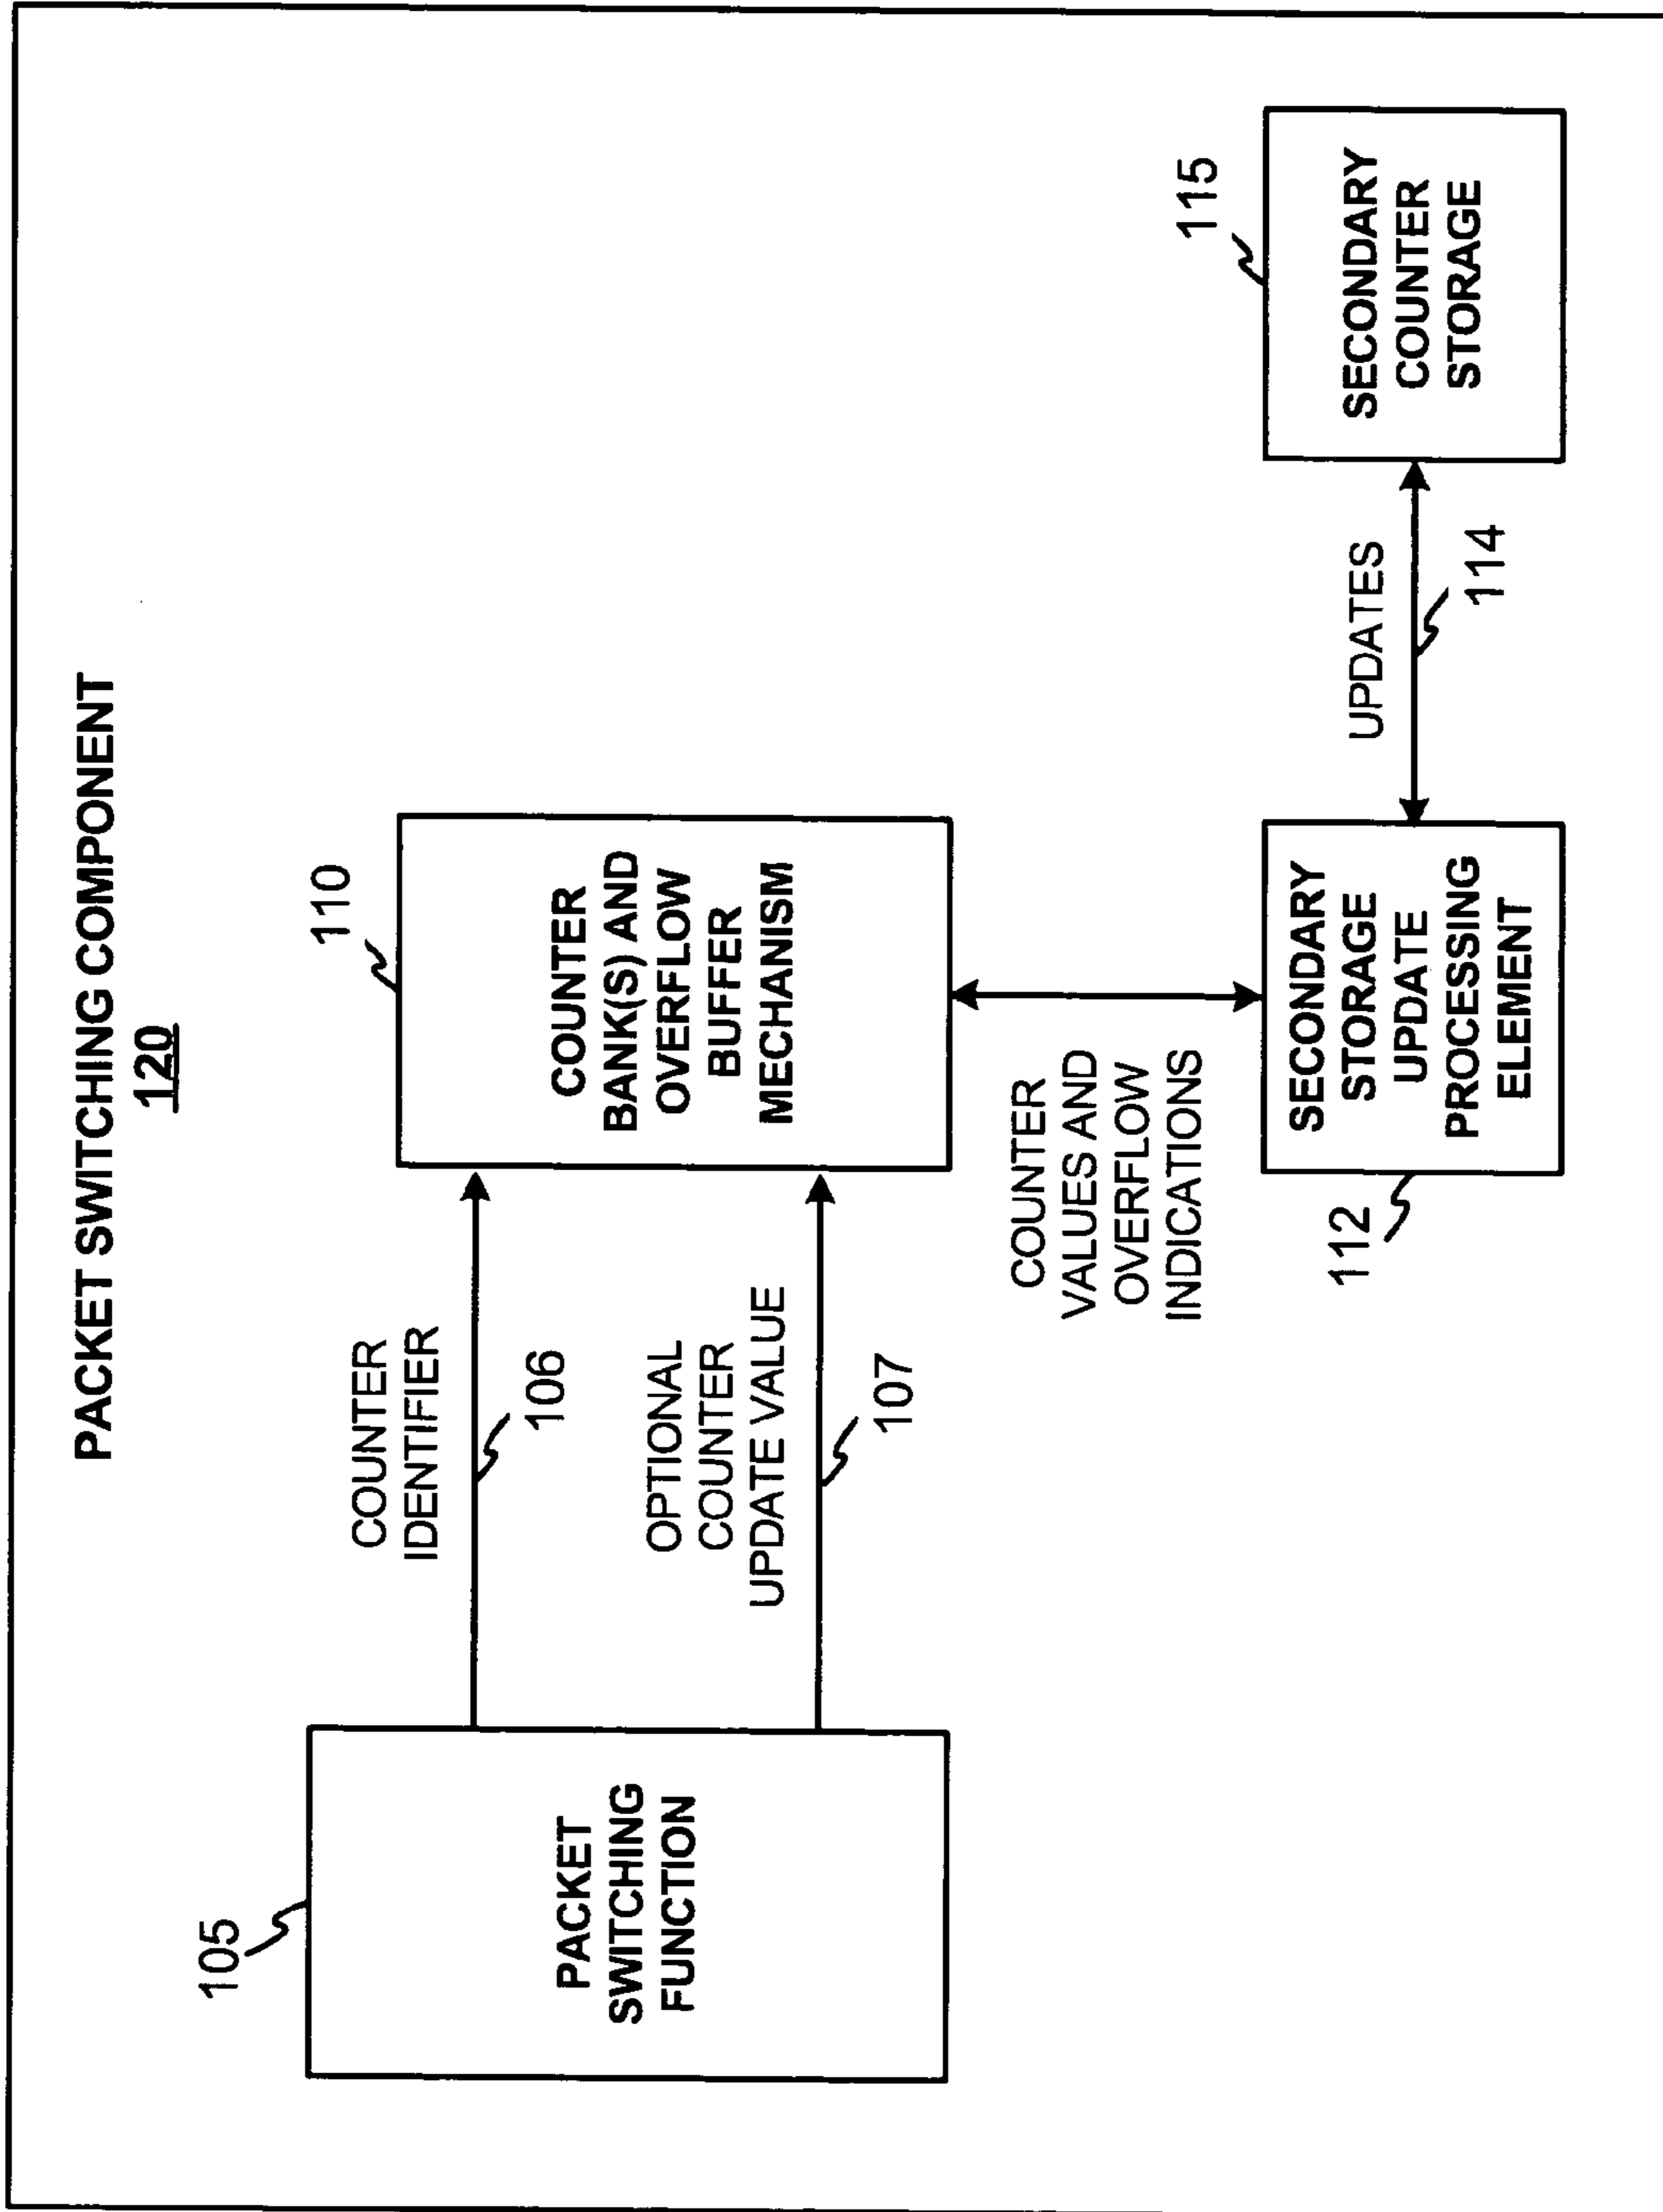 PACKET SWITCHING COMPONENT
120
105
PACKET
SWITCHING
FUNCTION
COUNTER
IDENTIFIER
106
OPTIONAL
COUNTER
UPDATE VALUE
107
110
COUNTER
BANK(S) AND
OVERFLOW
BUFFER
MECHANISM
COUNTER
VALUES AND
OVERFLOW
INDICATIONS
112
SECONDARY
STORAGE
UPDATE
PROCESSING
ELEMENT
UPDATES
114
115
SECONDARY
COUNTER
STORAGE